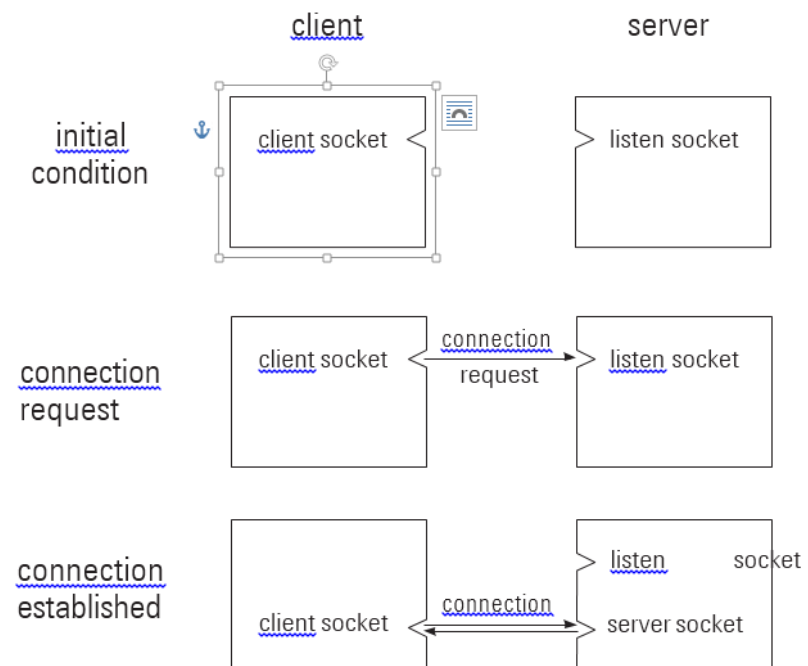 client server
initial
condition
client socket
listen socket
connection
request
client socket
connection
request
listen socket
connection
established
listen socket
client socket
connection
server socket